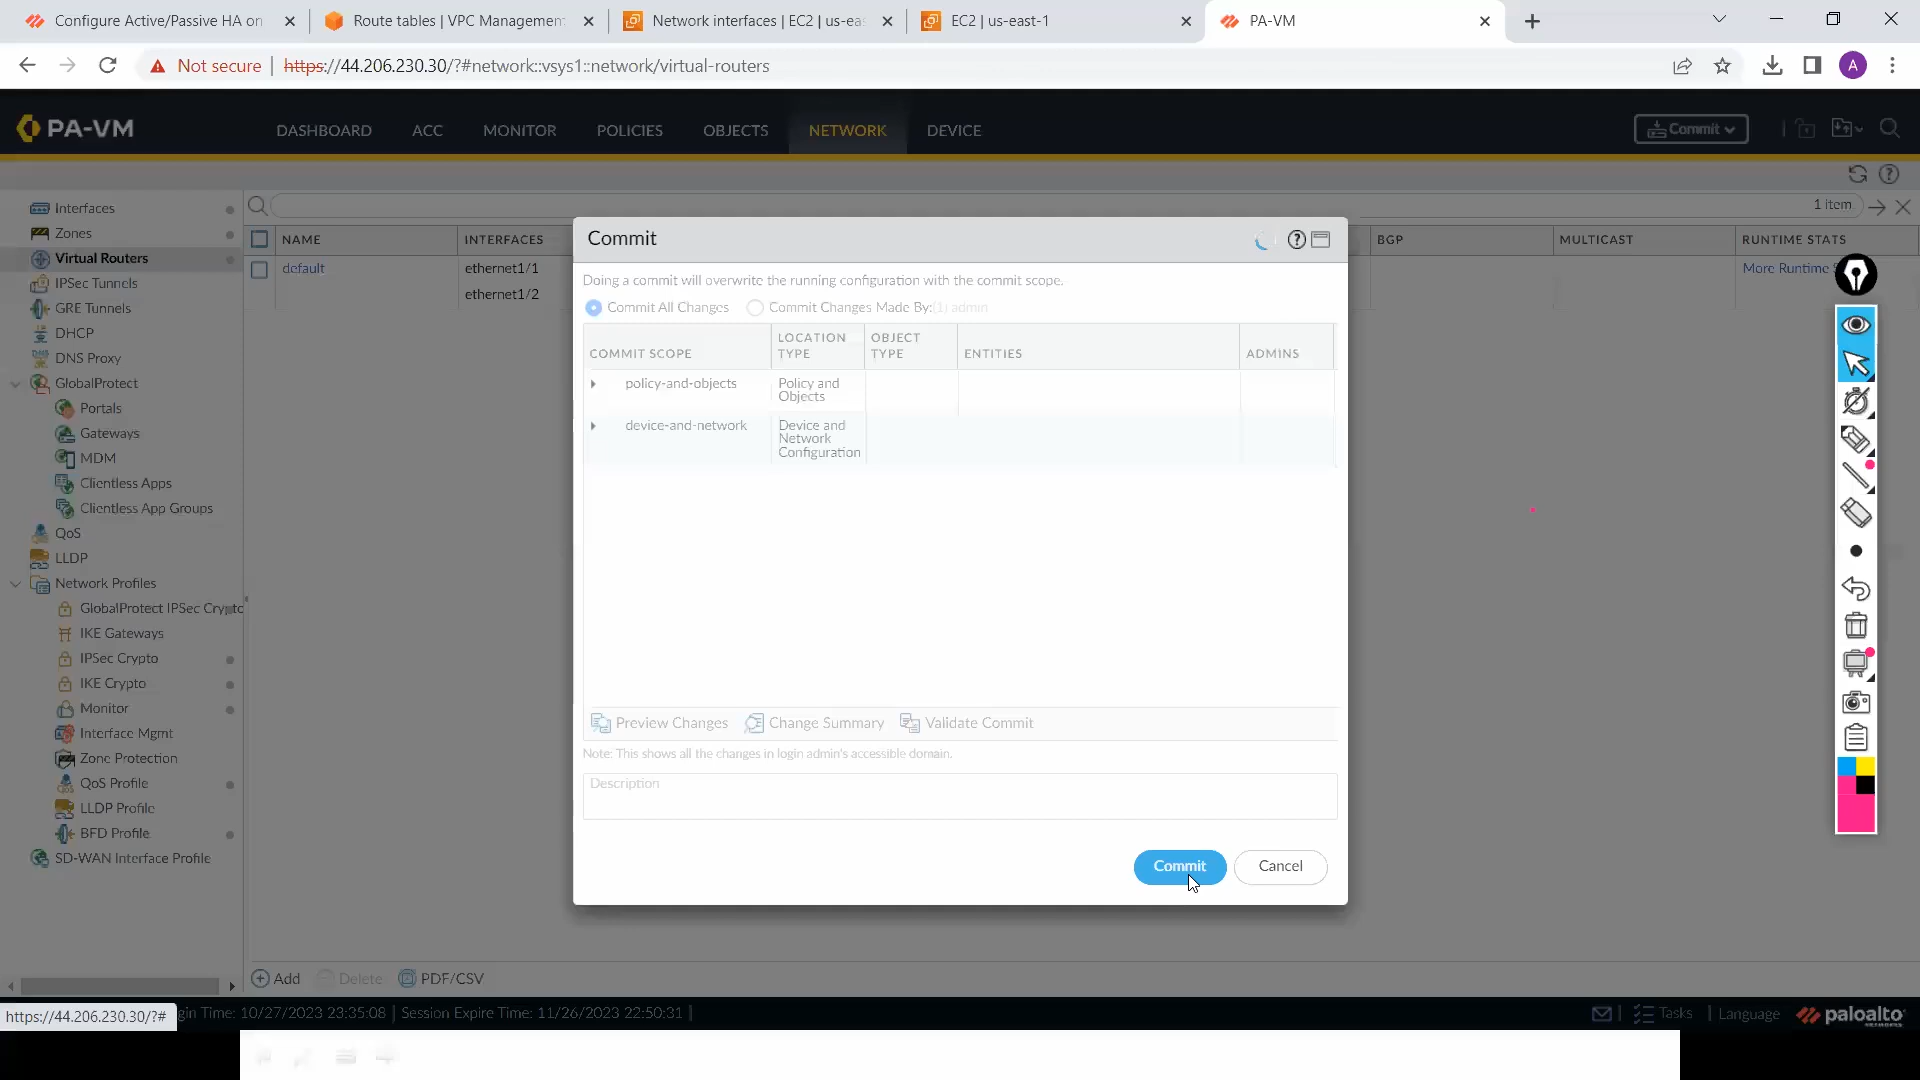 Configure Active/Passive HA on
Route tables | VPC Management
Network interfaces | EC2 | us-eas
EC2 | us-east-1
PA-VM
Not secure
https://44.206.230.30/?#network::vsys1::network/virtual-routers
A
PA-VM
DASHBOARD
ACC
MONITOR
POLICIES
OBJECTS
NETWORK
DEVICE
Commit
Interfaces
Zones
Virtual Routers
IPSec Tunnels
GRE Tunnels
DHCP
DNS Proxy
GlobalProtect
Portals
Gateways
MDM
Clientless Apps
Clientless App Groups
QoS
LLDP
Network Profiles
GlobalProtect IPSec Crypto
IKE Gateways
IPSec Crypto
IKE Crypto
Monitor
Interface Mgmt
Zone Protection
QoS Profile
LLDP Profile
BFD Profile
SD-WAN Interface Profile
1 item
NAME
INTERFACES
BGP
MULTICAST
RUNTIME STATS
default
ethernet1/1
ethernet1/2
More Runtime S
Commit
Doing a commit will overwrite the running configuration with the commit scope.
Commit All Changes
Commit Changes Made By:(1) admin
COMMIT SCOPE
LOCATION TYPE
OBJECT TYPE
ENTITIES
ADMINS
policy-and-objects
Policy and
Objects
device-and-network
Device and
Network
Configuration
Preview Changes
Change Summary
Validate Commit
Note: This shows all the changes in login admin's accessible domain.
Description
Commit
Cancel
Add
Delete
PDF/CSV
https://44.206.230.30/?#
gin Time: 10/27/2023 23:35:08 | Session Expire Time: 11/26/2023 22:50:31 |
Tasks
Language
paloalto
NETWORKS